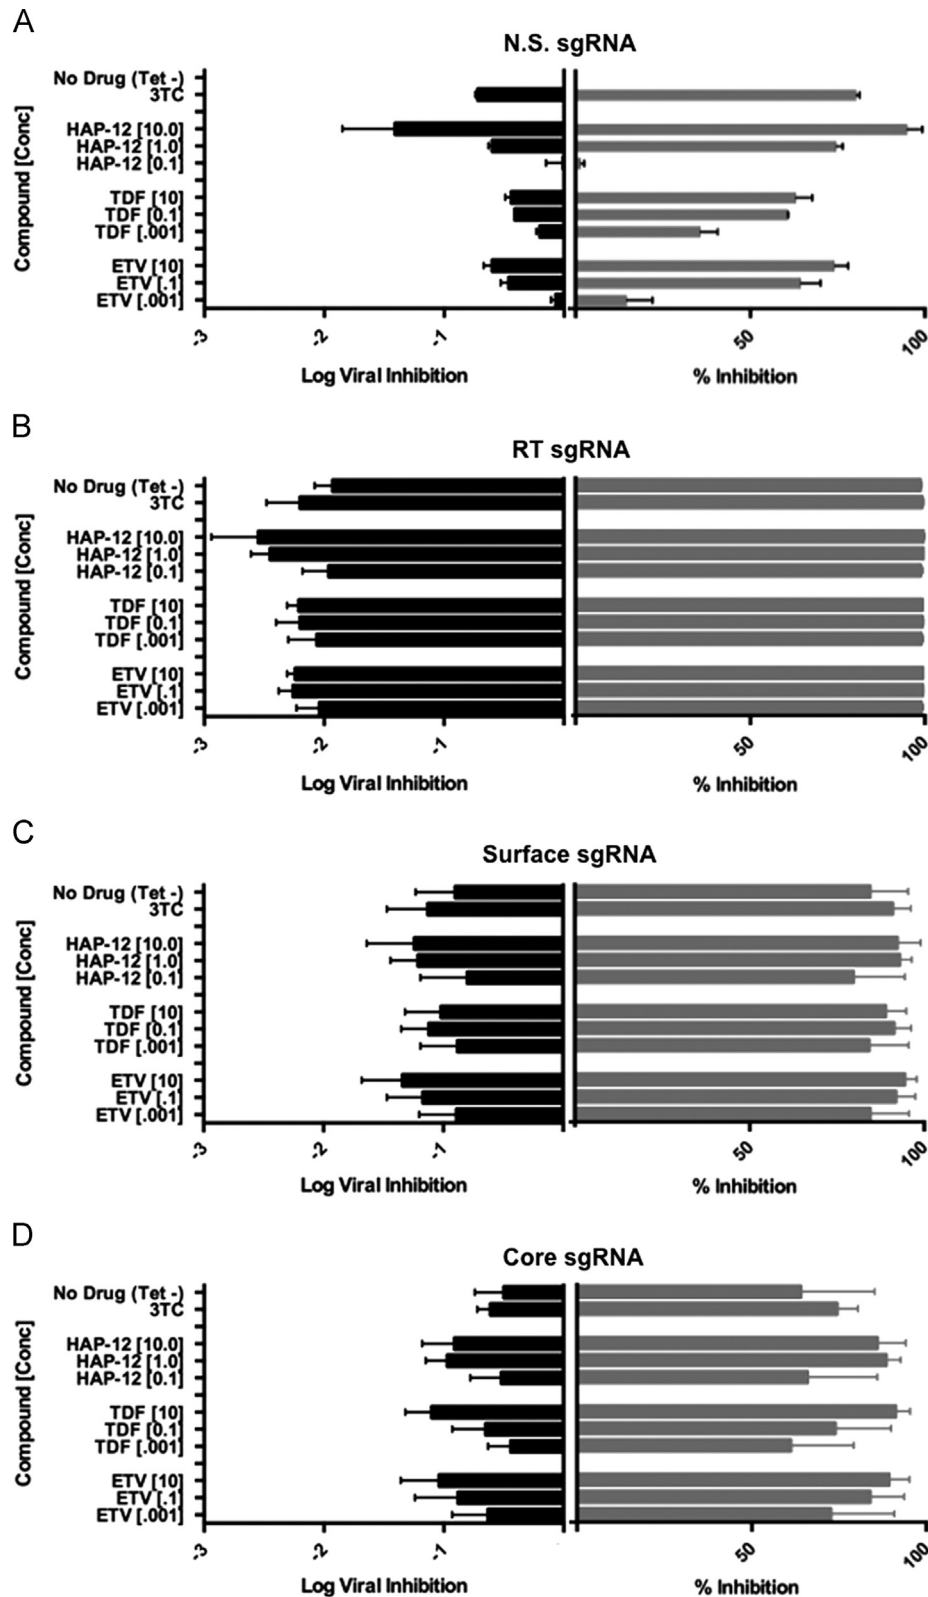 A
N.S. sgRNA
Compound [Conc]
No Drug (Tet -)
3TC
HAP-12 [10.0]
HAP-12 [1.0]
HAP-12 [0.1]
TDF [10]
TDF [0.1]
TDF [.001]
ETV [10]
ETV [.1]
ETV [.001]
-3 -2 -1 50 100
Log Viral Inhibition % Inhibition
B
RT sgRNA
Compound [Conc]
No Drug (Tet -)
3TC
HAP-12 [10.0]
HAP-12 [1.0]
HAP-12 [0.1]
TDF [10]
TDF [0.1]
TDF [.001]
ETV [10]
ETV [.1]
ETV [.001]
-3 -2 -1 50 100
Log Viral Inhibition % Inhibition
C
Surface sgRNA
Compound [Conc]
No Drug (Tet -)
3TC
HAP-12 [10.0]
HAP-12 [1.0]
HAP-12 [0.1]
TDF [10]
TDF [0.1]
TDF [.001]
ETV [10]
ETV [.1]
ETV [.001]
-3 -2 -1 50 100
Log Viral Inhibition % Inhibition
D
Core sgRNA
Compound [Conc]
No Drug (Tet -)
3TC
HAP-12 [10.0]
HAP-12 [1.0]
HAP-12 [0.1]
TDF [10]
TDF [0.1]
TDF [.001]
ETV [10]
ETV [.1]
ETV [.001]
-3 -2 -1 50 100
Log Viral Inhibition % Inhibition